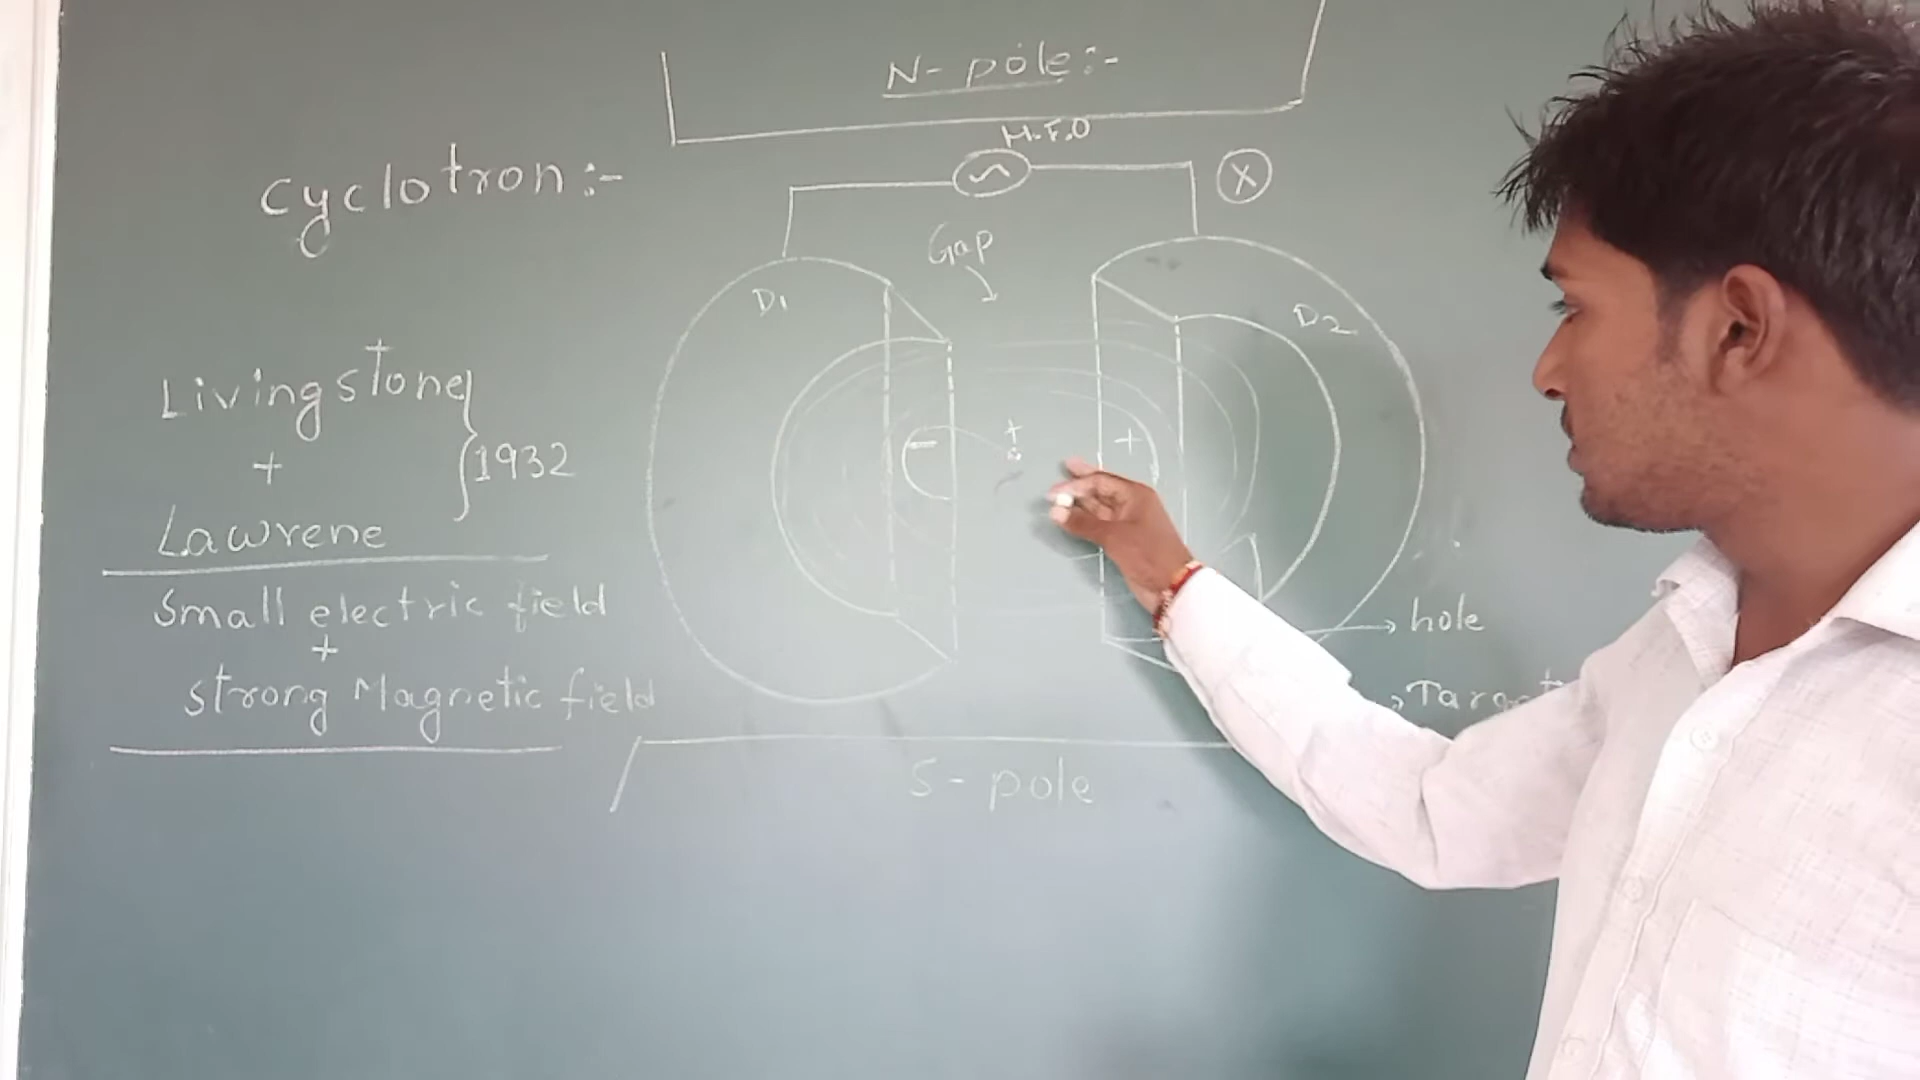 N-pole:-
H.F.O
X
Cyclotron:-
Gap
D1
D2
Livingstone
+
1932
Lawrene
- + +
Small electric field
+
strong Magnetic field
hole
S-pole